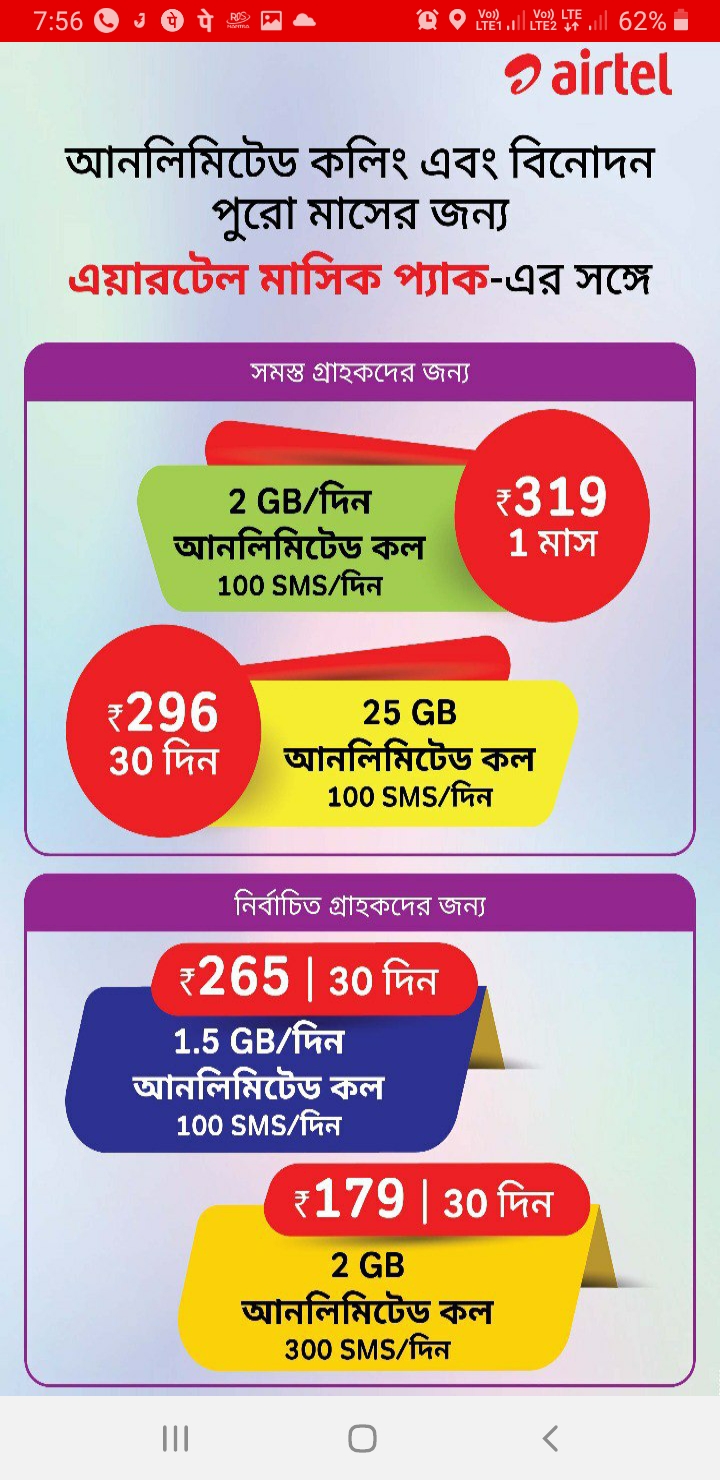 7:56
Vo)) LTE1 Vo)) LTE2 LTE 62%
airtel
আনলিমিটেড কলিং এবং বিনোদন
পুরো মাসের জন্য
এয়ারটেল মাসিক প্যাক-এর সঙ্গে
সমস্ত গ্রাহকদের জন্য
2 GB/দিন
আনলিমিটেড কল
100 SMS/দিন
₹319
1 মাস
₹296
30 দিন
25 GB
আনলিমিটেড কল
100 SMS/দিন
নির্বাচিত গ্রাহকদের জন্য
₹265 | 30 দিন
1.5 GB/দিন
আনলিমিটেড কল
100 SMS/দিন
₹179 | 30 দিন
2 GB
আনলিমিটেড কল
300 SMS/দিন